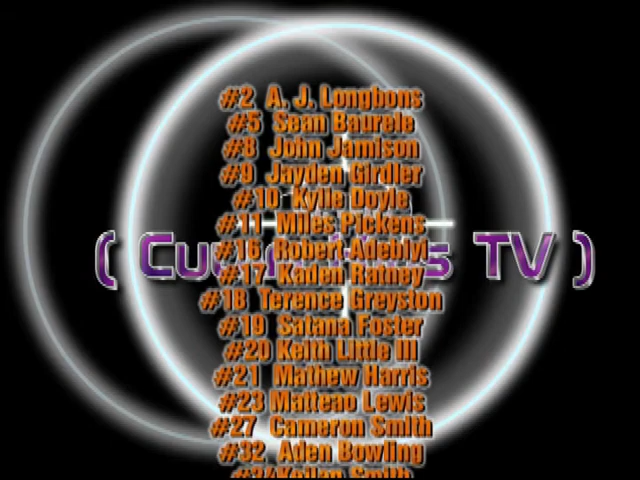 #2 A. J. Longbons
#5 Sean Baurele
#8 John Jamison
#9 Jayden Girdler
#10 Kylie Doyle
#11 Miles Pickens
( TV )
#16 Robert Adebiyi
#17 Kaden Ratney
#18 Terence Greyston
#19 Satana Foster
#20 Keith Little III
#21 Mathew Harris
#23 Matteao Lewis
#27 Cameron Smith
#32 Aden Bowling
Smith